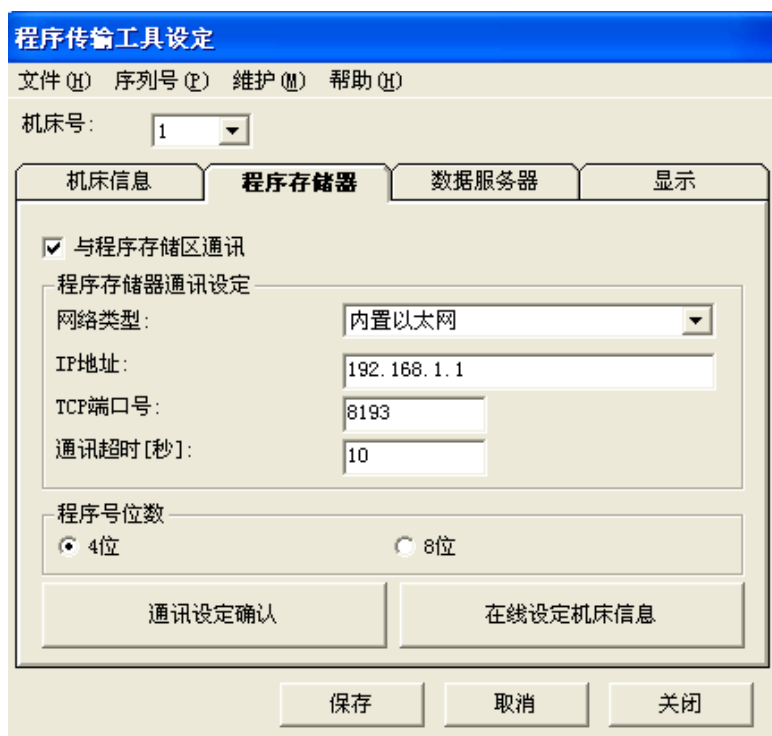 程序传输工具设定
文件(H) 序列号(P) 维护(M) 帮助(H)
机床号: 1
机床信息 程序存储器 数据服务器 显示
与程序存储区通讯
程序存储器通讯设定
网络类型: 内置以太网
IP地址: 192.168.1.1
TCP端口号: 8193
通讯超时[秒]: 10
程序号位数
4位 8位
通讯设定确认 在线设定机床信息
保存 取消 关闭